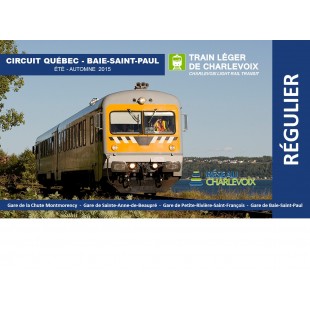 CIRCUIT QUÉBEC - BAIE-SAINT-PAUL
ÉTÉ - AUTOMNE 2015
TRAIN LÉGER
DE CHARLEVOIX
CHARLEVOIX LIGHT RAIL TRANSIT
RÉGULIER
RÉSEAU
CHARLEVOIX
Gare de la Chute Montmorency - Gare de Sainte-Anne-de-Beaupré - Gare de Petite-Rivière-Saint-François - Gare de Baie-Saint-Paul